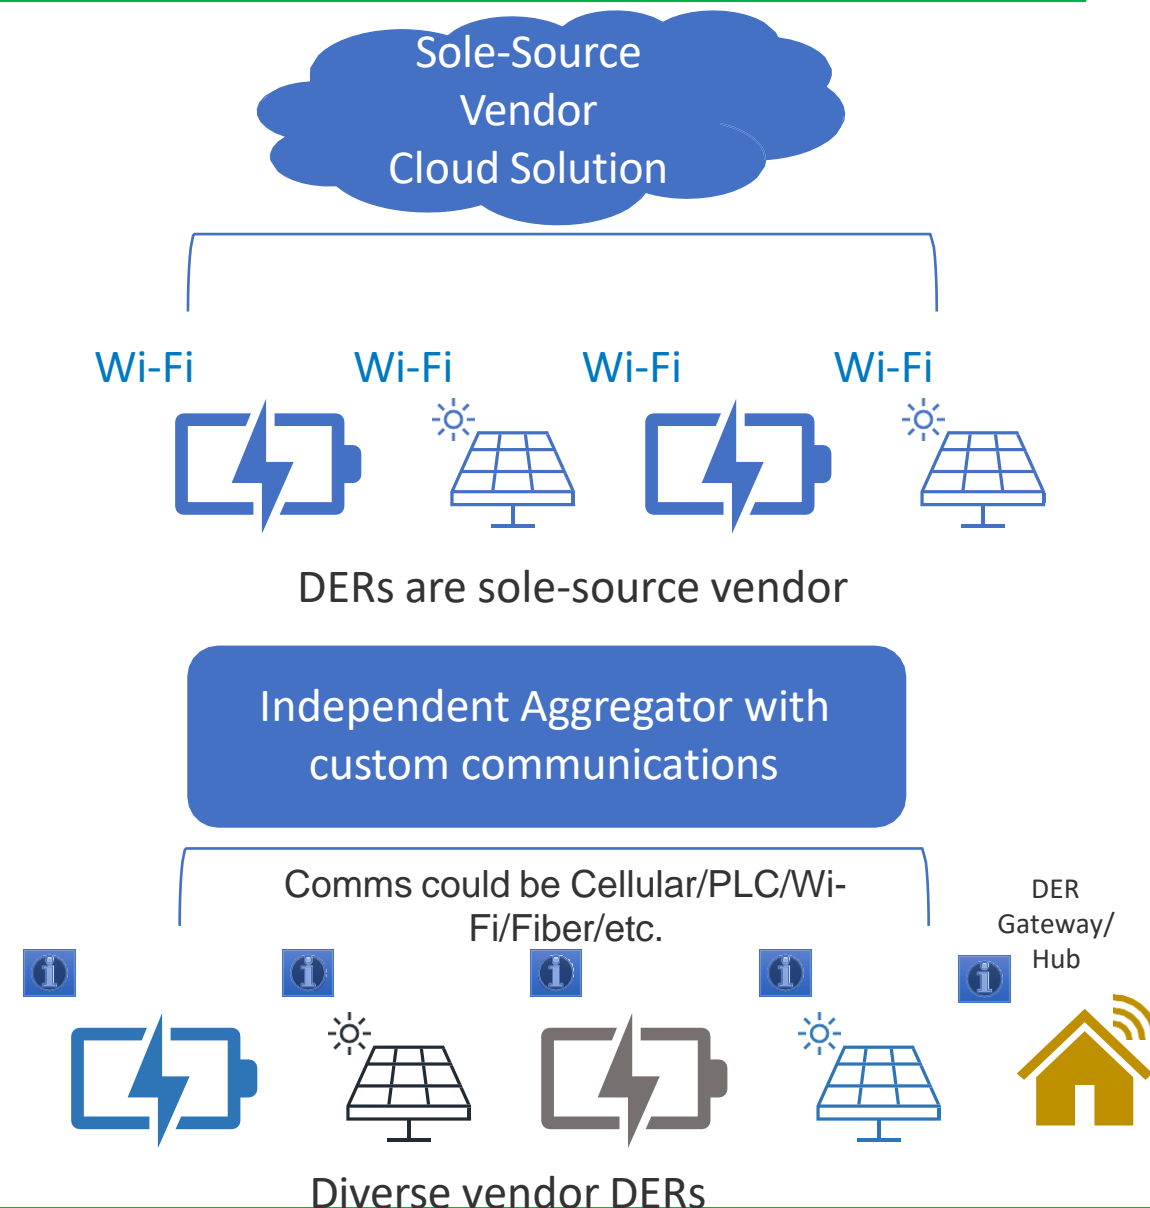 Sole-Source
Vendor
Cloud Solution
Wi-Fi Wi-Fi Wi-Fi Wi-Fi
DERs are sole-source vendor
Independent Aggregator with
custom communications
Comms could be Cellular/PLC/Wi-
Fi/Fiber/etc.
DER
Gateway/
Hub
i i i i i
Diverse vendor DERs